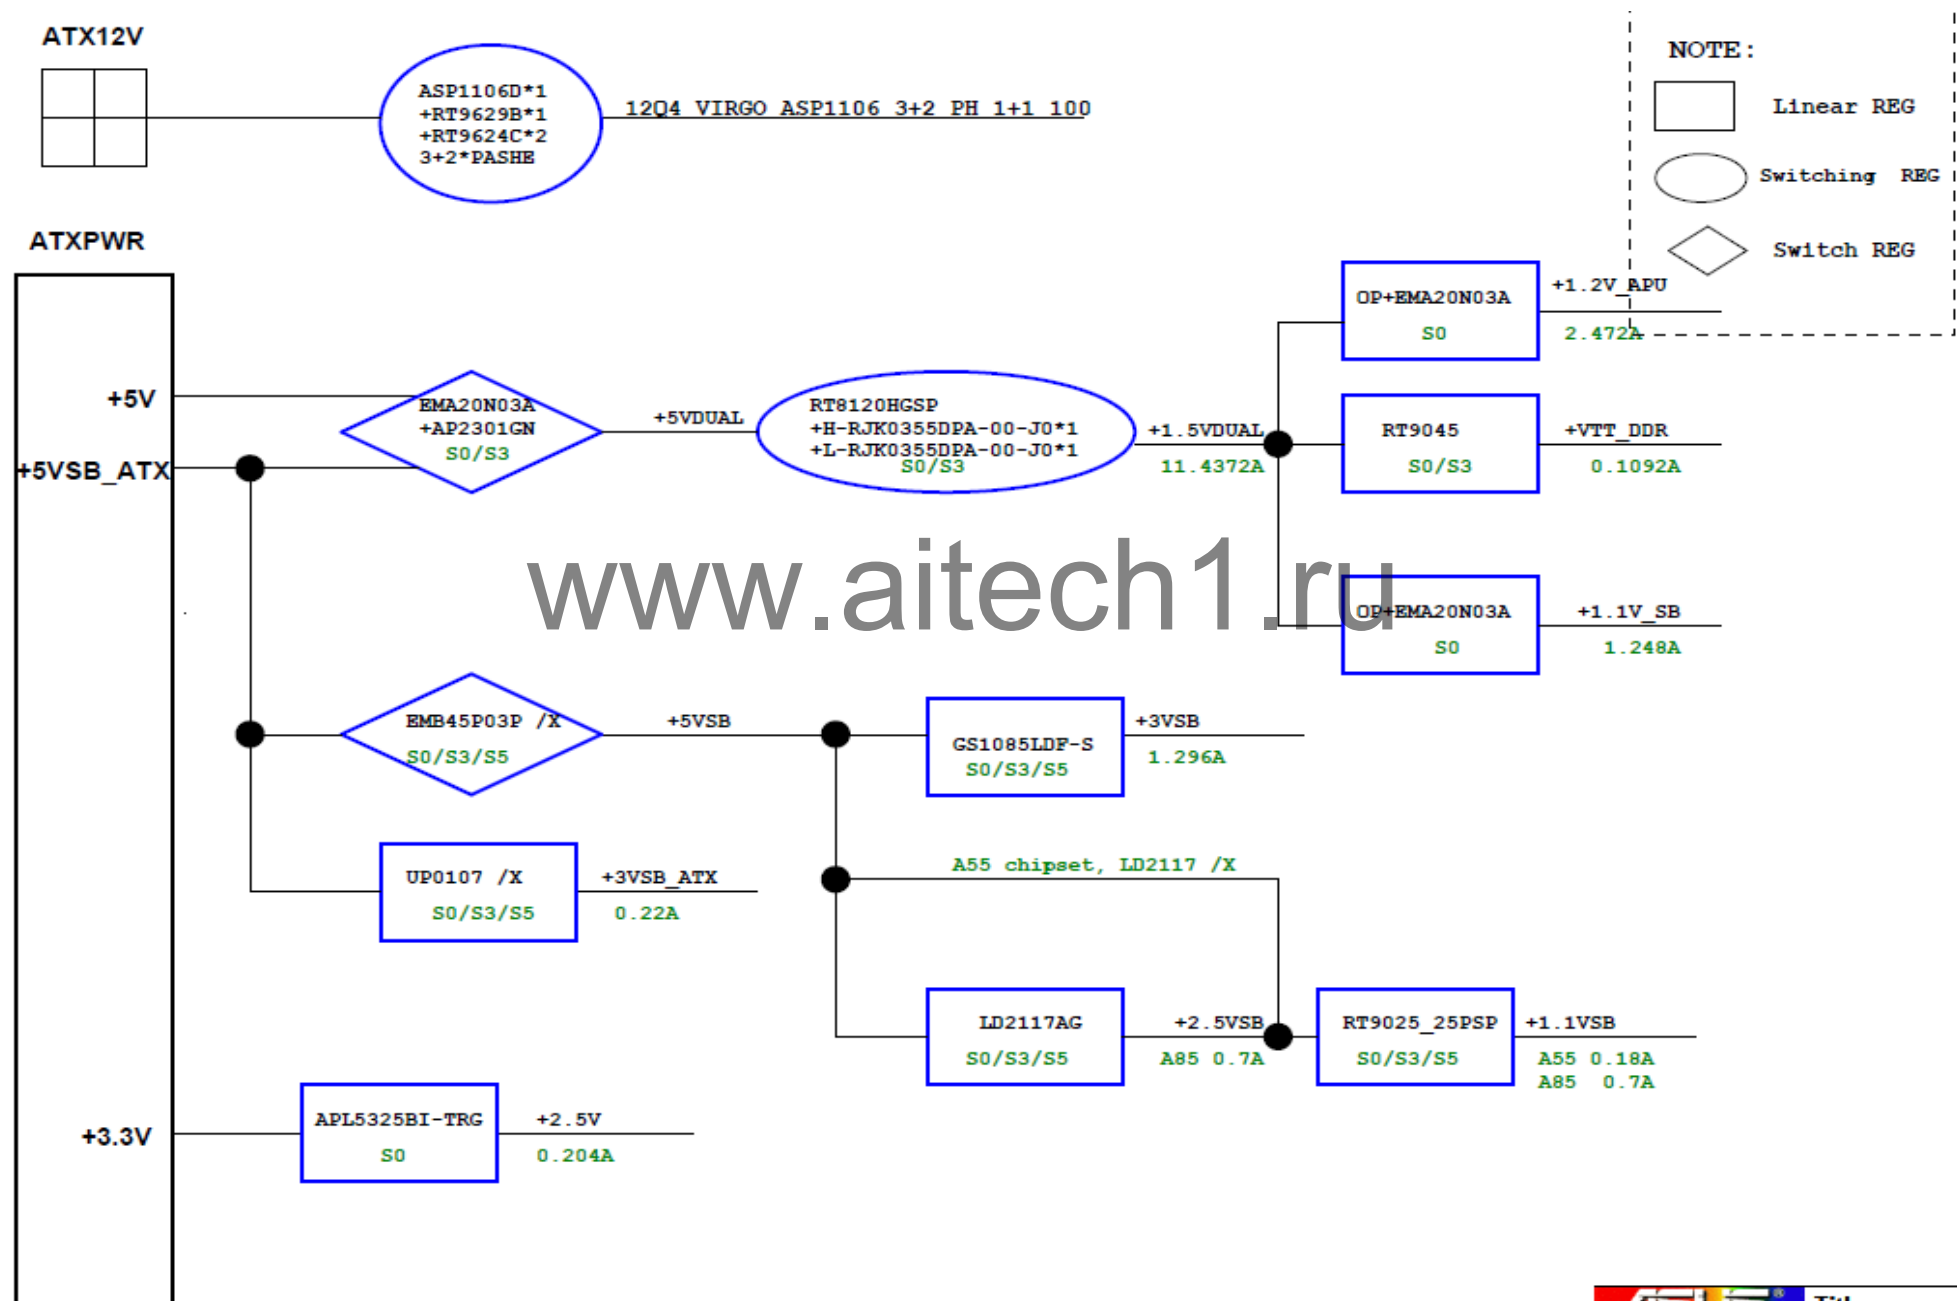 ATX12V
ASP1106D*1
+RT9629B*1
+RT9624C*2
3+2*PASHE
12Q4 VIRGO ASP1106 3+2 PH 1+1 100
NOTE:
Linear REG
Switching REG
Switch REG
ATXPWR
+5V
+5VSB_ATX
EMA20N03A
+AP2301GN
S0/S3
+5VDUAL
RT8120HGSP
+H-RJK0355DPA-00-J0*1
+L-RJK0355DPA-00-J0*1
S0/S3
+1.5VDUAL
11.4372A
OP+EMA20N03A
S0
+1.2V_APU
2.472A
RT9045
S0/S3
+VTT_DDR
0.1092A
www.aitech1.ru
OP+EMA20N03A
S0
+1.1V_SB
1.248A
EMB45P03P /X
S0/S3/S5
+5VSB
GS1085LDF-S
S0/S3/S5
+3VSB
1.296A
UP0107 /X
S0/S3/S5
+3VSB_ATX
0.22A
A55 chipset, LD2117 /X
LD2117AG
S0/S3/S5
+2.5VSB
A85 0.7A
RT9025_25PSP
S0/S3/S5
+1.1VSB
A55 0.18A
A85 0.7A
+3.3V
APL5325BI-TRG
S0
+2.5V
0.204A